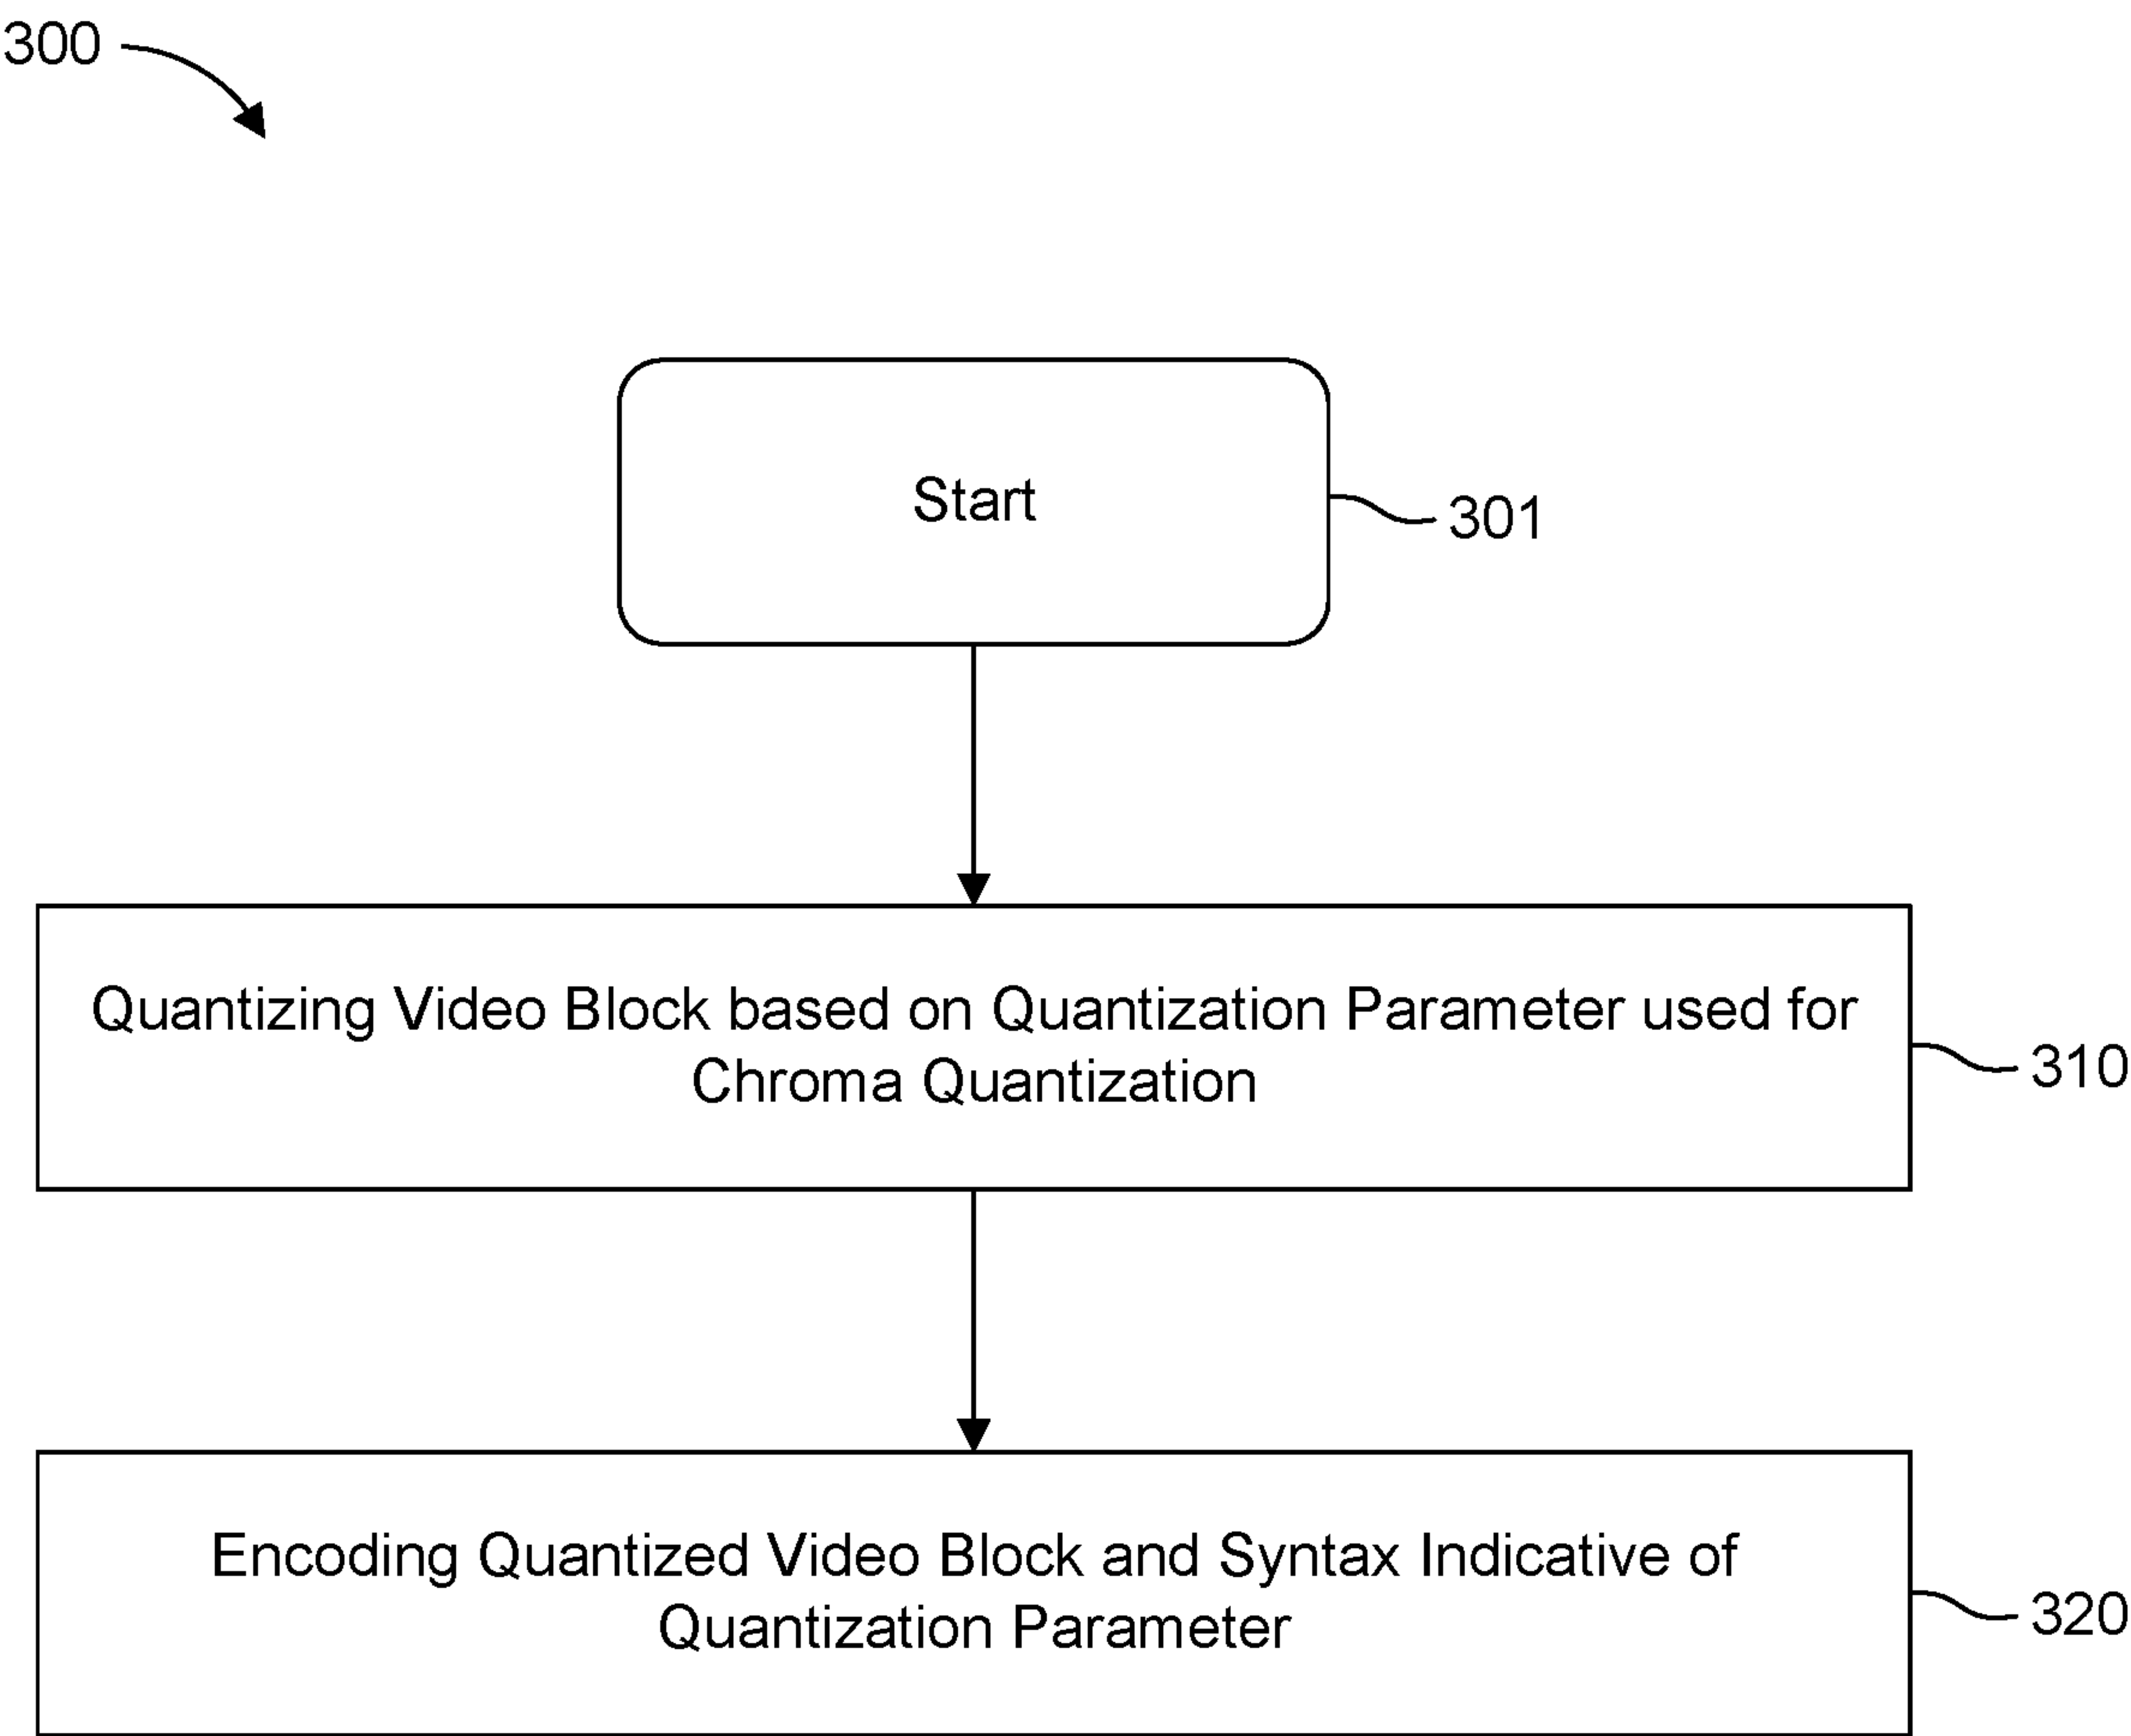 300
Start
301
Quantizing Video Block based on Quantization Parameter used for
Chroma Quantization
310
Encoding Quantized Video Block and Syntax Indicative of
Quantization Parameter
320